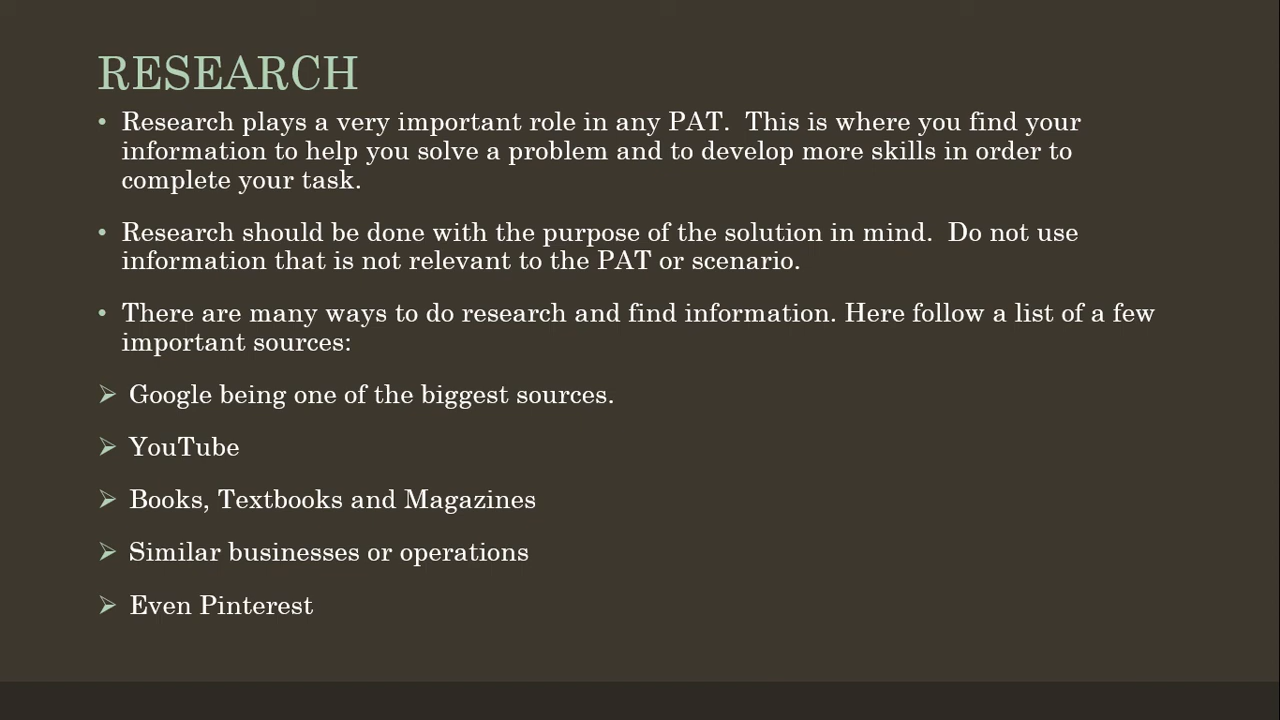 RESEARCH
• Research plays a very important role in any PAT.  This is where you find your
information to help you solve a problem and to develop more skills in order to
complete your task.
• Research should be done with the purpose of the solution in mind.  Do not use
information that is not relevant to the PAT or scenario.
• There are many ways to do research and find information. Here follow a list of a few
important sources:
➢ Google being one of the biggest sources.
➢ YouTube
➢ Books, Textbooks and Magazines
➢ Similar businesses or operations
➢ Even Pinterest